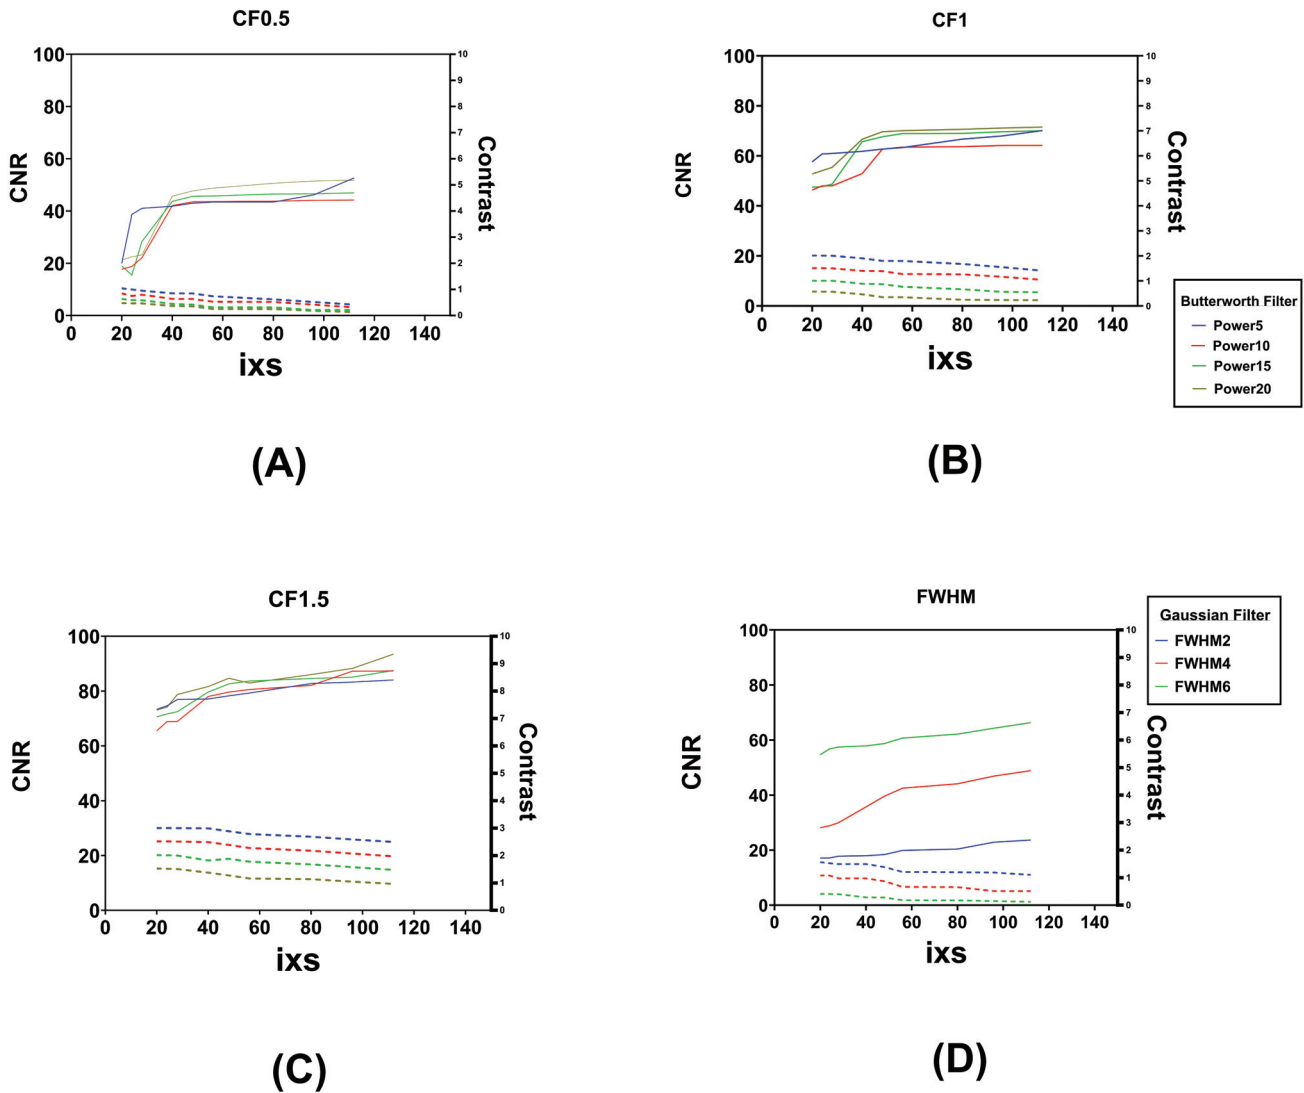 CF0.5
100
80
60
40
20
0
CNR
10
9
8
7
6
5
4
3
2
1
0
Contrast
0 20 40 60 80 100 120 140
ixs
(A)
CF1
100
80
60
40
20
0
CNR
10
9
8
7
6
5
4
3
2
1
0
Contrast
0 20 40 60 80 100 120 140
ixs
(B)
Butterworth Filter
Power5
Power10
Power15
Power20
CF1.5
100
80
60
40
20
0
CNR
10
9
8
7
6
5
4
3
2
1
0
Contrast
0 20 40 60 80 100 120 140
ixs
(C)
FWHM
100
80
60
40
20
0
CNR
10
9
8
7
6
5
4
3
2
1
0
Contrast
0 20 40 60 80 100 120 140
ixs
(D)
Gaussian Filter
FWHM2
FWHM4
FWHM6